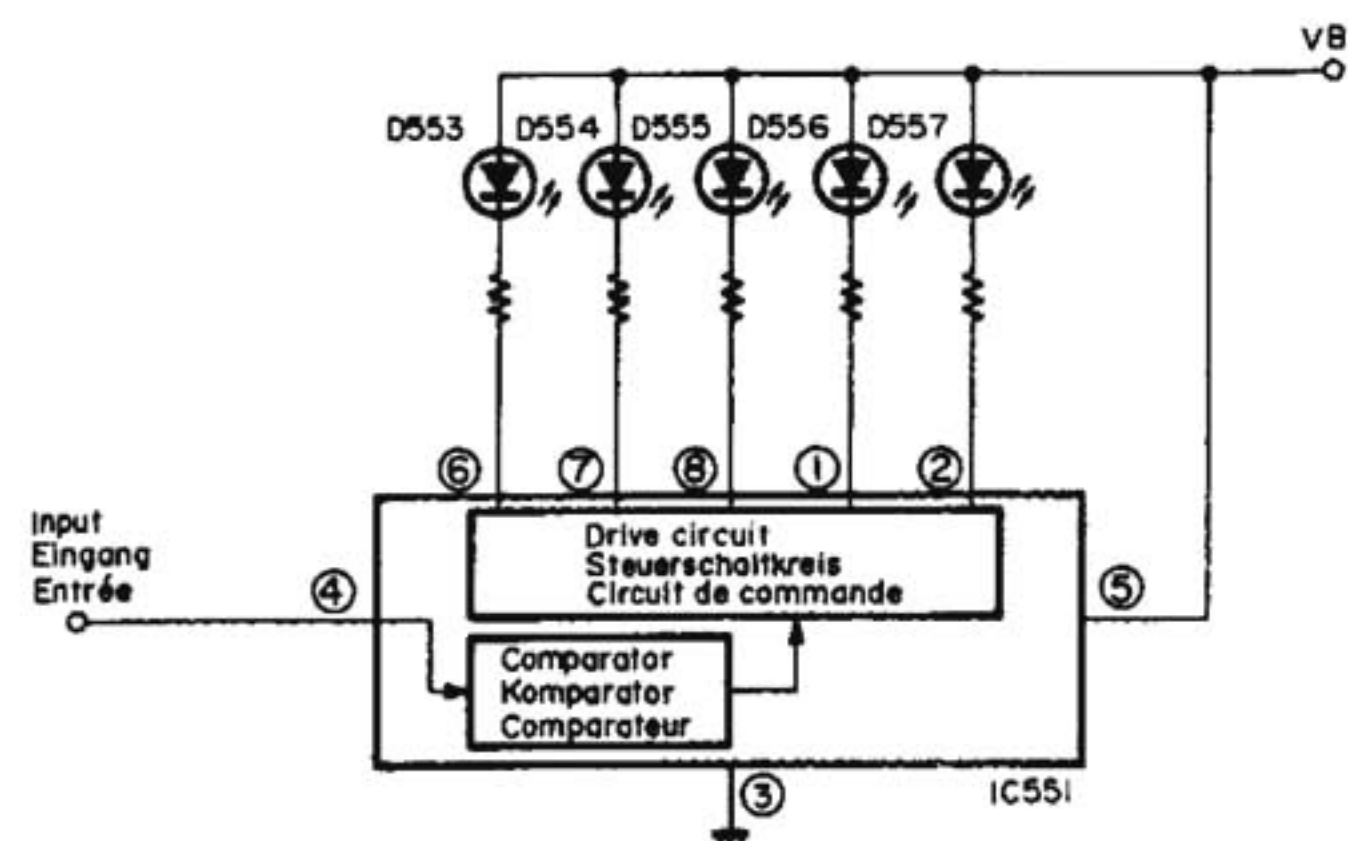 VB
D553 D554 D555 D556 D557
⑥ ⑦ ⑧ ① ②
Input
Eingang
Entrée
④
Drive circuit
Steuerschaltkreis
Circuit de commande
⑤
Comparator
Komparator
Comparateur
③
IC551